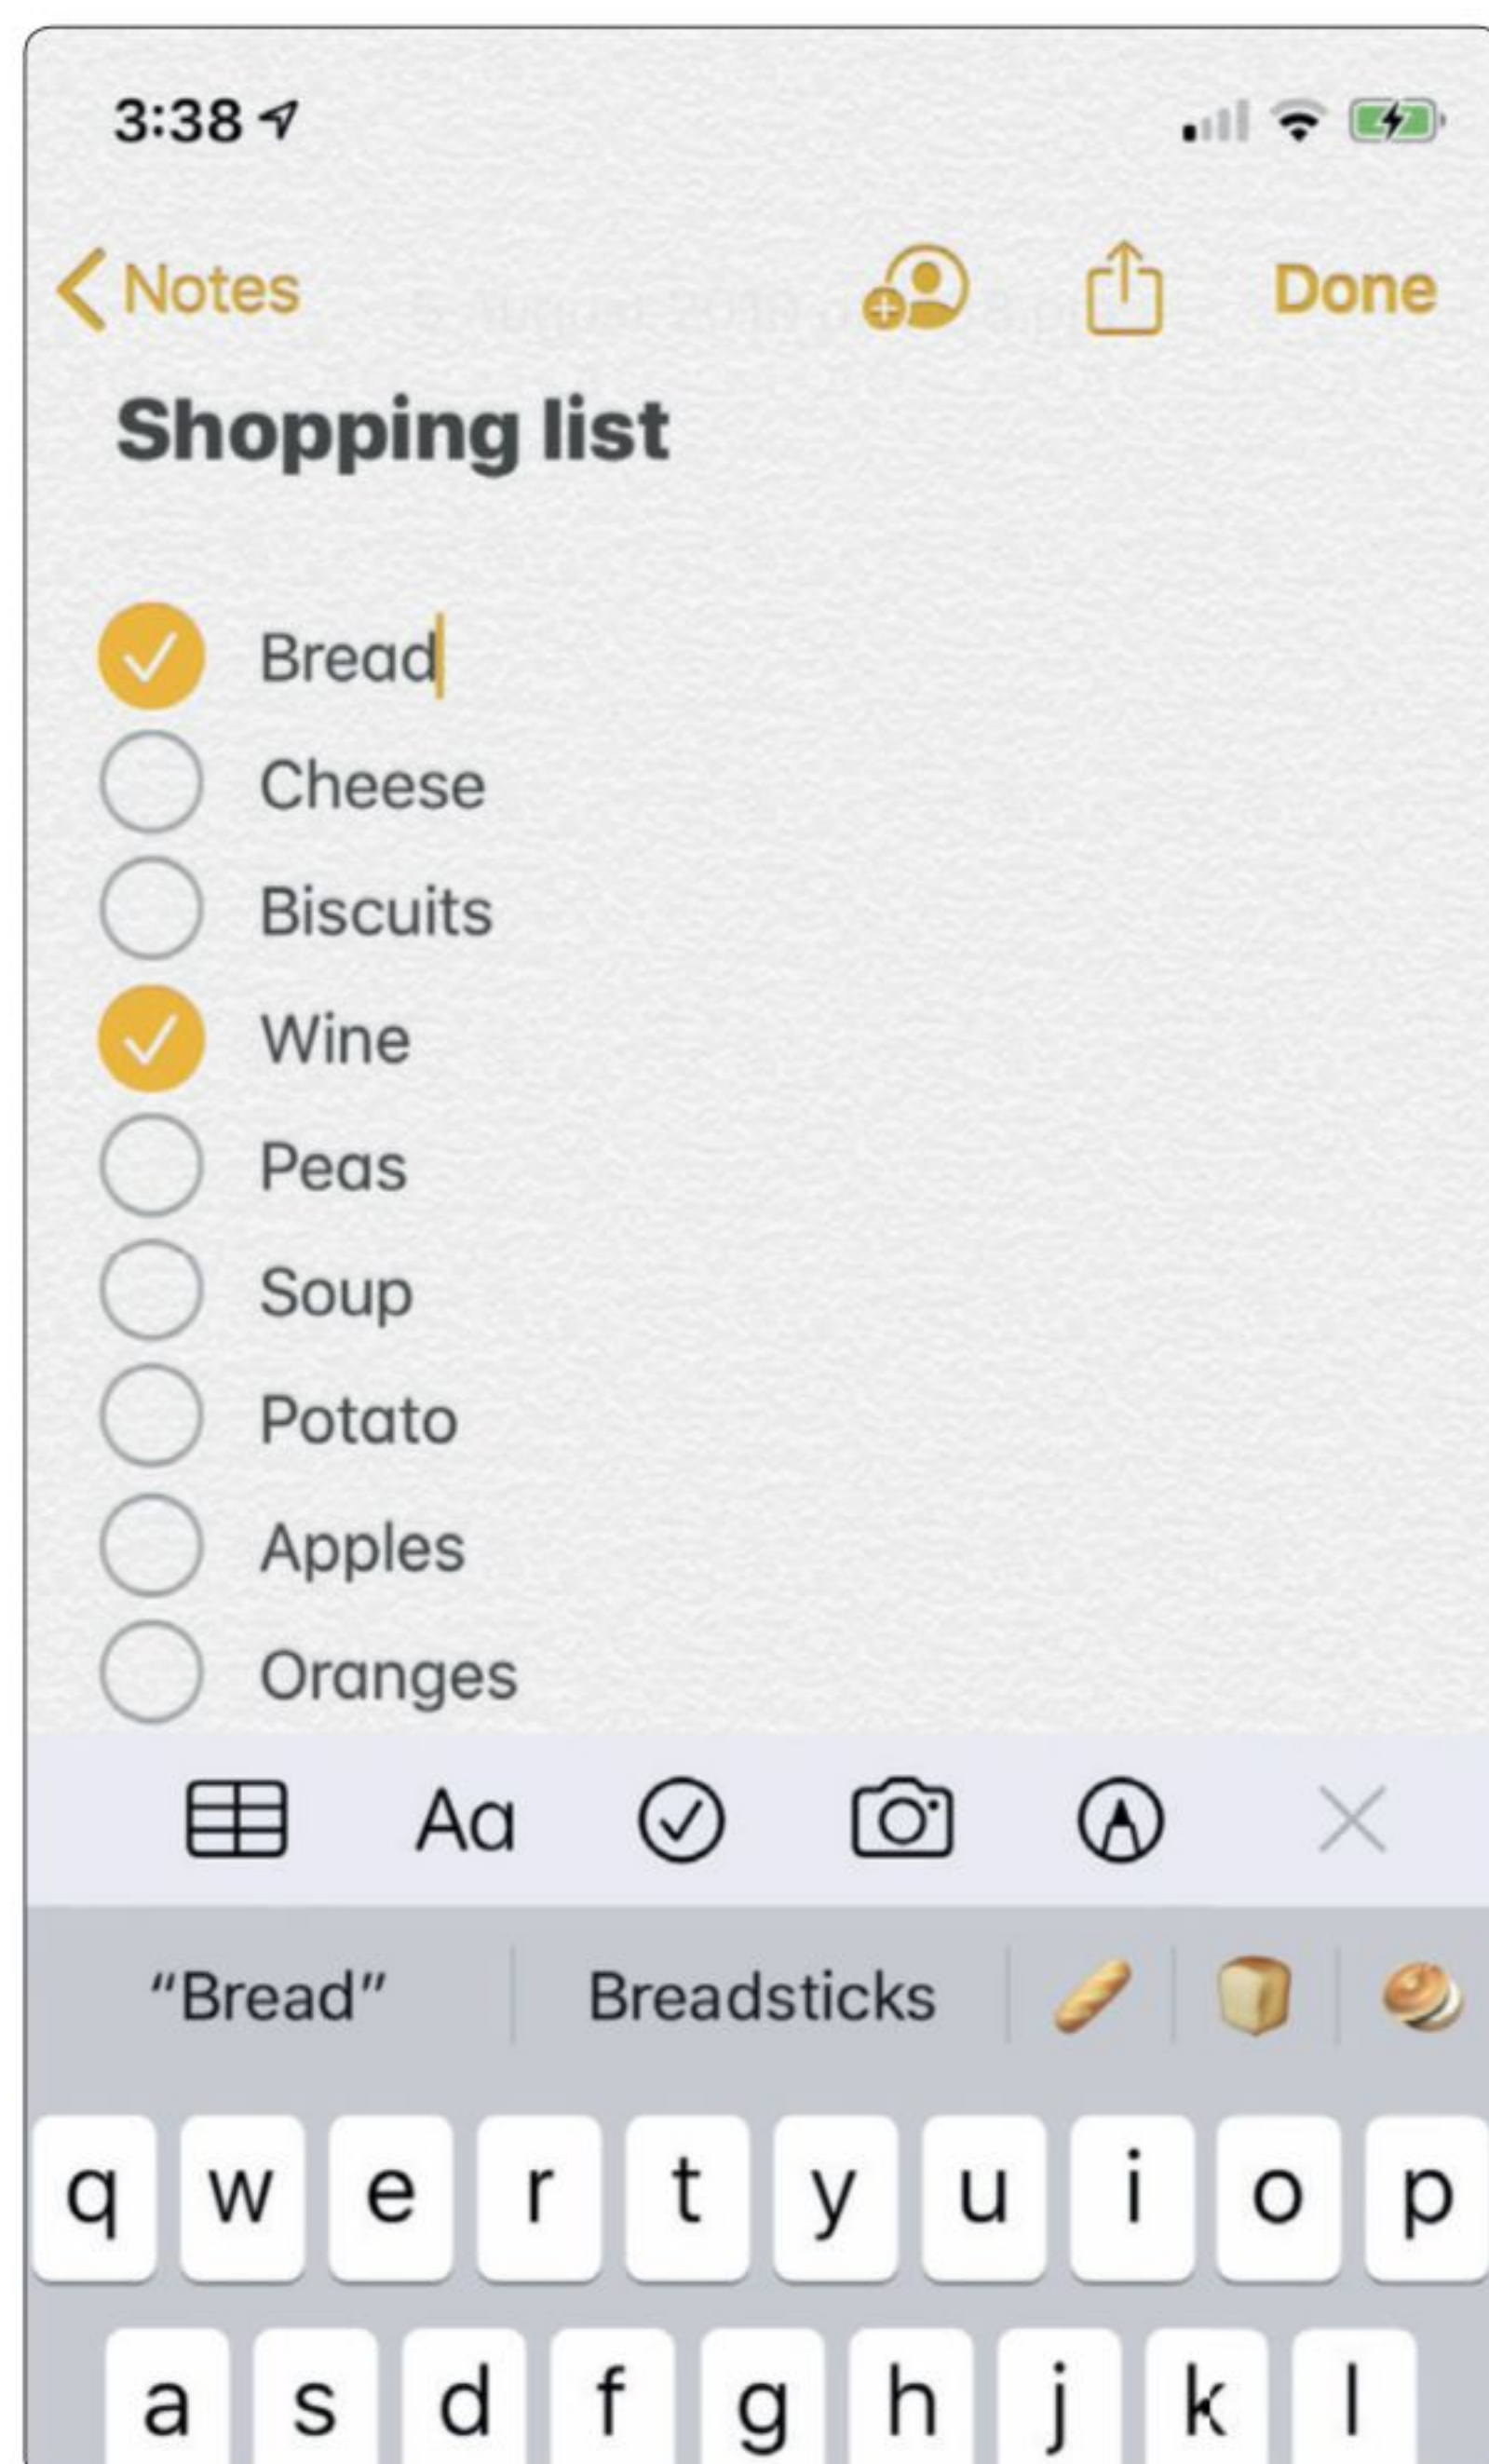 3:38
Notes
Done
Shopping list
Bread
Cheese
Biscuits
Wine
Peas
Soup
Potato
Apples
Oranges
Aa
“Bread” Breadsticks
q w e r t y u i o p
a s d f g h j k l